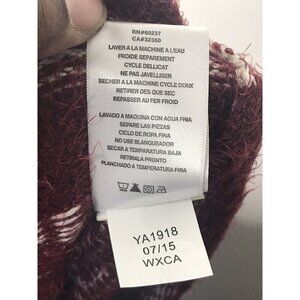 RN#60237
CA#32350
LAVER A LA MACHINE A L'EAU
FROIDE SEPAREMENT
CYCLE DELLICAT
NE PAS JAVELLISER
SECHER A LA MACHINE CYCLE DOUX
RETIRER DES QUE SEC
REPASSER AU FER FROID
LAVADO A MAQUINA CON AGUA FRIA
SEPARE LAS PIEZAS
CICLO DE ROPA FINA
NO USE BLANQUEADOR
SECAR A TEMPARATURA BAJA
RETIRALA PRONTO
PLANCHADO A TEMPERATURA FRIA
YA1918
07/15
WXCA